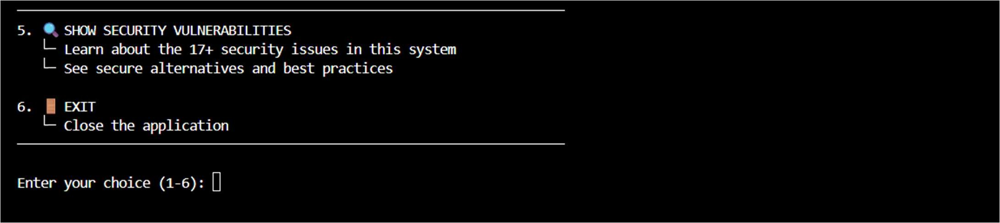 5. 🔍 SHOW SECURITY VULNERABILITIES
└─ Learn about the 17+ security issues in this system
└─ See secure alternatives and best practices
6. 🚪 EXIT
└─ Close the application
Enter your choice (1-6):